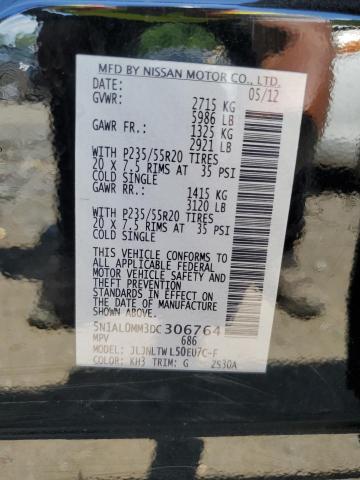 MFD BY NISSAN MOTOR CO., LTD.
DATE: 05/12
GVWR: 2715 KG
5986 LB
GAWR FR.: 1325 KG
2921 LB
WITH P235/55R20 TIRES
20 X 7.5 RIMS AT 35 PSI
COLD SINGLE
GAWR RR.: 1415 KG
3120 LB
WITH P235/55R20 TIRES
20 X 7.5 RIMS AT 35 PSI
COLD SINGLE
THIS VEHICLE CONFORMS TO
ALL APPLICABLE FEDERAL
MOTOR VEHICLE SAFETY
STANDARDS IN EFFECT ON
THE DATE OF MANUFACTURE
SHOWN ABOVE.
5N1AL0MM3DC306764
MPV 686
JLJNLTWL50EU7C-F
COLOR: KH3 TRIM: G 2S30A